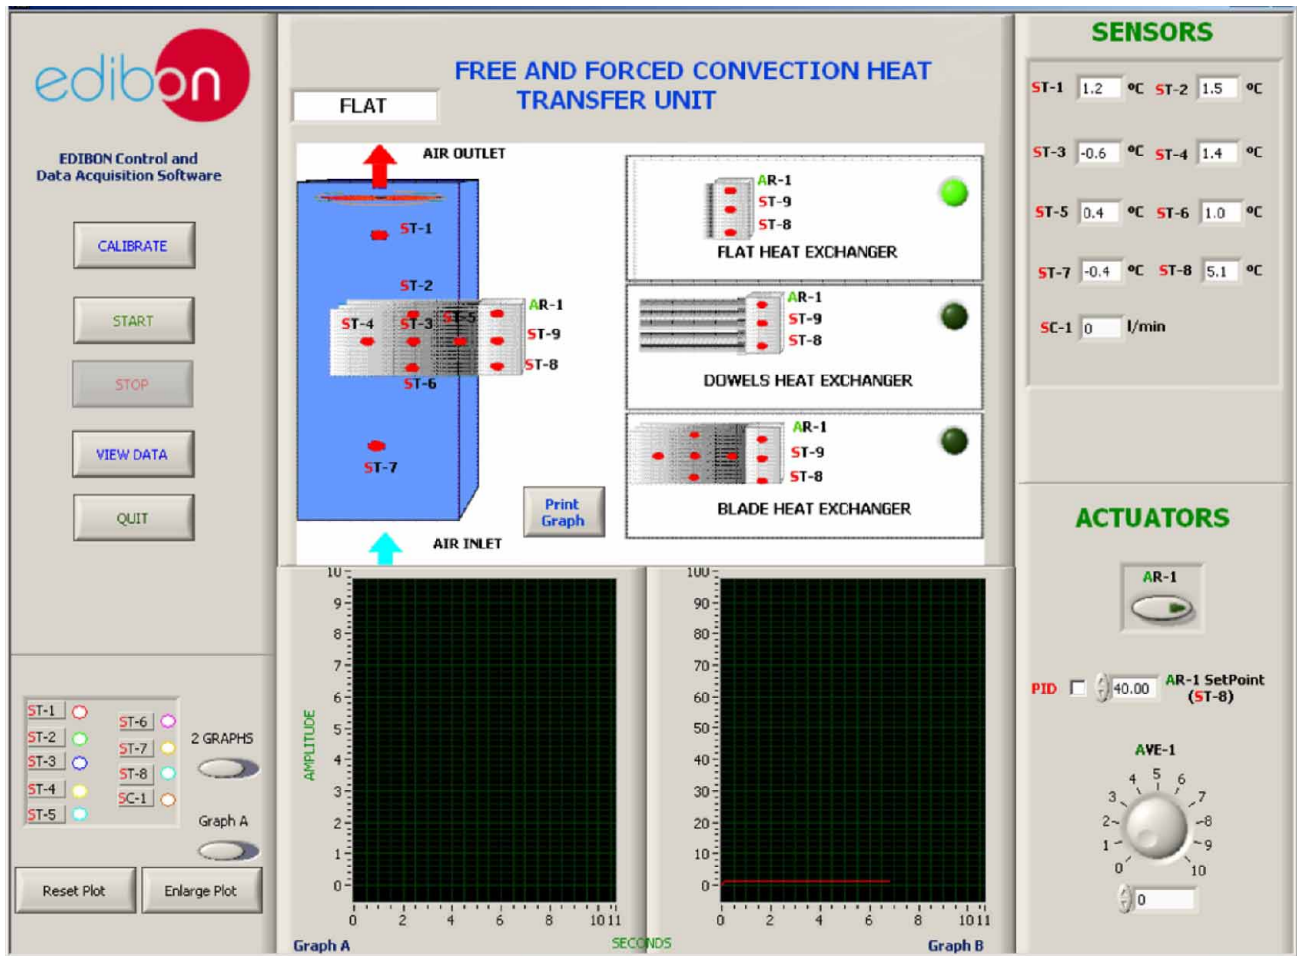 edibon
EDIBON Control and
Data Acquisition Software
CALIBRATE
START
STOP
VIEW DATA
QUIT
ST-1
ST-2
ST-3
ST-4
ST-5
ST-6
ST-7
ST-8
SC-1
2 GRAPHS
Graph A
Reset Plot
Enlarge Plot
FREE AND FORCED CONVECTION HEAT
TRANSFER UNIT
FLAT
AIR OUTLET
ST-1
ST-2
AR-1
ST-4 ST-3 ST-5
ST-9
ST-8
ST-6
ST-7
AIR INLET
Print
Graph
AR-1
ST-9
ST-8
FLAT HEAT EXCHANGER
AR-1
ST-9
ST-8
DOWELS HEAT EXCHANGER
AR-1
ST-9
ST-8
BLADE HEAT EXCHANGER
AMPLITUDE
10
9
8
7
6
5
4
3
2
1
0
0 2 4 6 8 10 11
Graph A
SECONDS
100
90
80
70
60
50
40
30
20
10
0
0 2 4 6 8 10 11
Graph B
SENSORS
ST-1 1.2 ºC ST-2 1.5 ºC
ST-3 -0.6 ºC ST-4 1.4 ºC
ST-5 0.4 ºC ST-6 1.0 ºC
ST-7 -0.4 ºC ST-8 5.1 ºC
SC-1 0 l/min
ACTUATORS
AR-1
PID 40.00 AR-1 SetPoint
(ST-8)
AVE-1
0 1 2 3 4 5 6 7 8 9 10
0